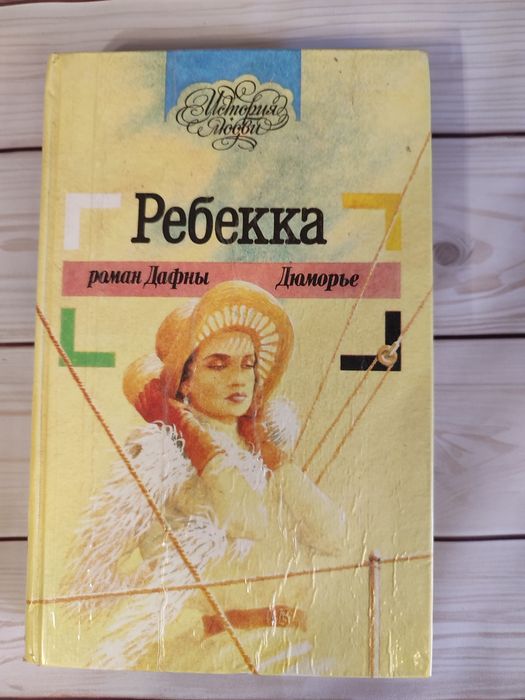 История
любви
Ребекка
роман Дафны Дюморье